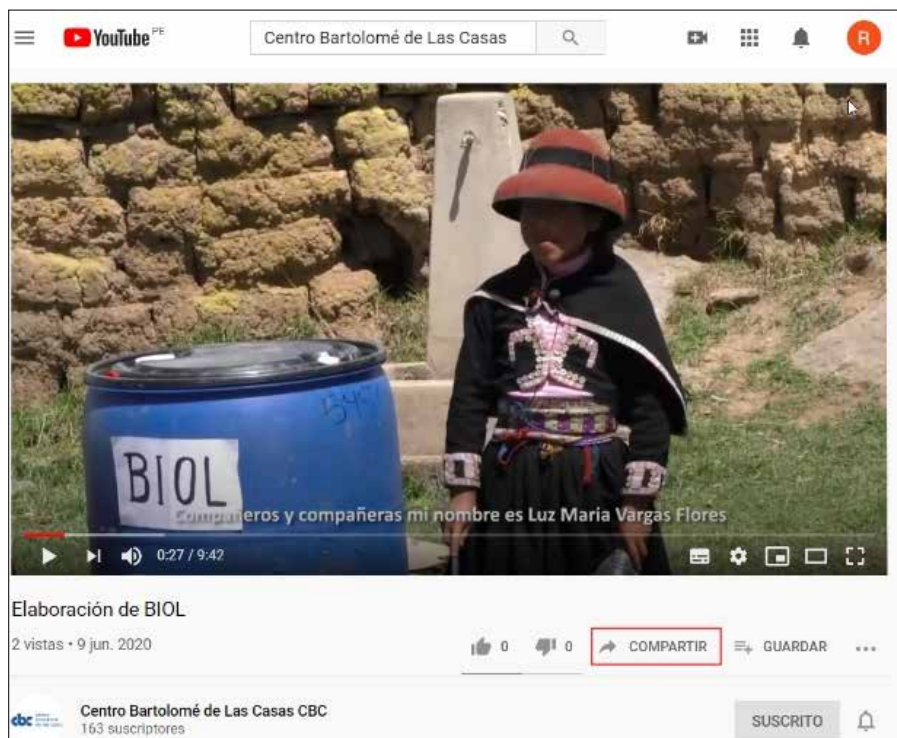 YouTube PE
Centro Bartolomé de Las Casas
R
54-7
BIOL
Compañeros y compañeras mi nombre es Luz Maria Vargas Flores
0:27 / 9:42
Elaboración de BIOL
2 vistas • 9 jun. 2020
0
0
COMPARTIR
GUARDAR
cbc
Centro Bartolomé de Las Casas CBC
163 suscriptores
SUSCRITO